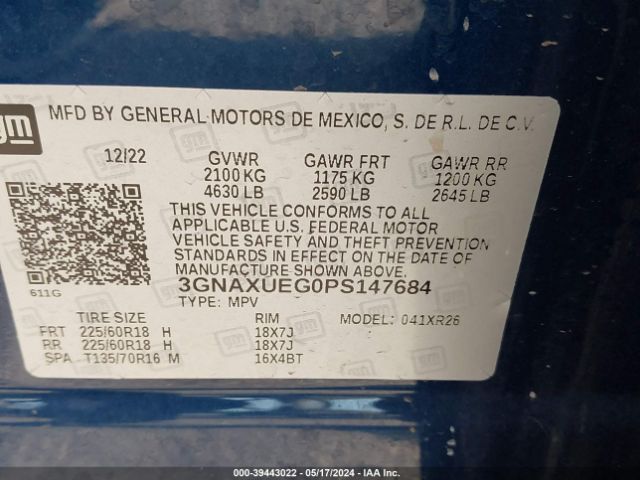 gm MFD BY GENERAL MOTORS DE MEXICO, S. DE R.L. DE C.V.
12/22 GVWR GAWR FRT GAWR RR
2100 KG 1175 KG 1200 KG
4630 LB 2590 LB 2645 LB
THIS VEHICLE CONFORMS TO ALL
APPLICABLE U.S. FEDERAL MOTOR
VEHICLE SAFETY AND THEFT PREVENTION
STANDARDS IN EFFECT ON THE DATE OF
MANUFACTURE SHOWN ABOVE.
611G 3GNAXUEG0PS147684
TYPE: MPV
TIRE SIZE RIM MODEL: 041XR26
FRT 225/60R18 H 18X7J
RR 225/60R18 H 18X7J
SPA T135/70R16 M 16X4BT
000-39443022 - 05/17/2024 - IAA Inc.